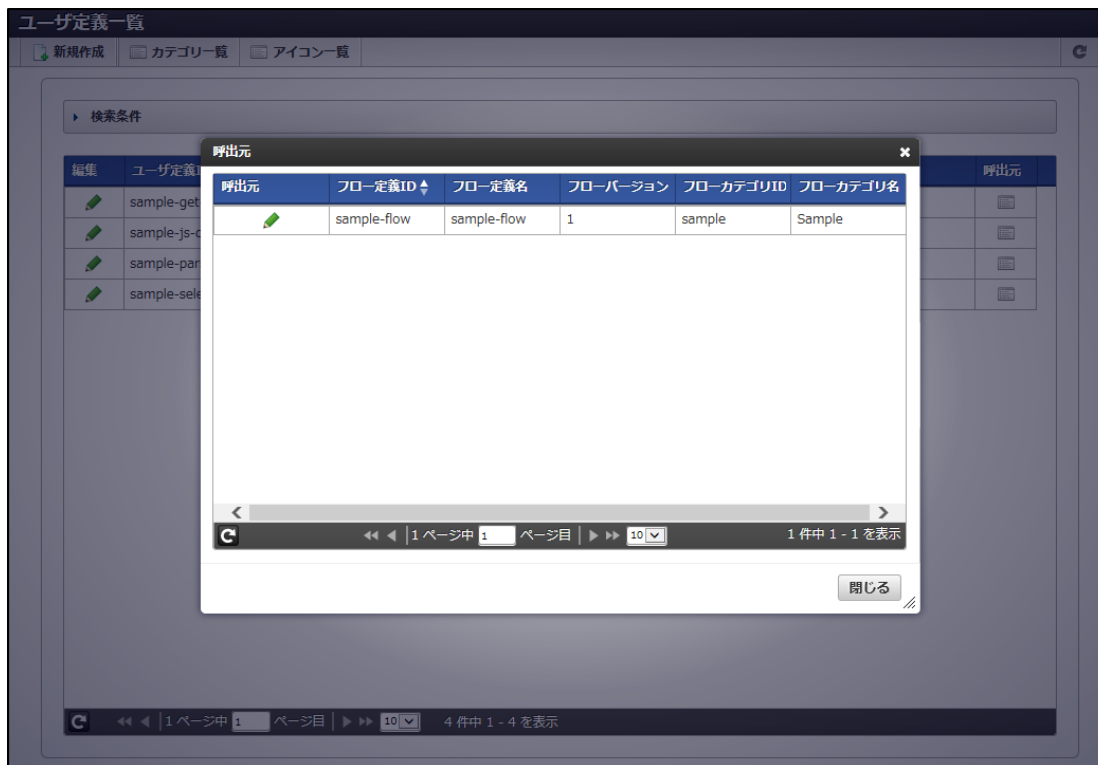 ユーザ定義一覧
新規作成 カテゴリ一覧 アイコン一覧
検索条件
呼出元
編集 ユーザ定義 呼出元
呼出元 フロー定義ID フロー定義名 フローバージョン フローカテゴリID フローカテゴリ名
sample-flow sample-flow 1 sample Sample
sample-get
sample-js-c
sample-par
sample-sele
1 ページ中 1 ページ目 10 1 件中 1 - 1 を表示
閉じる
1 ページ中 1 ページ目 10 4 件中 1 - 4 を表示